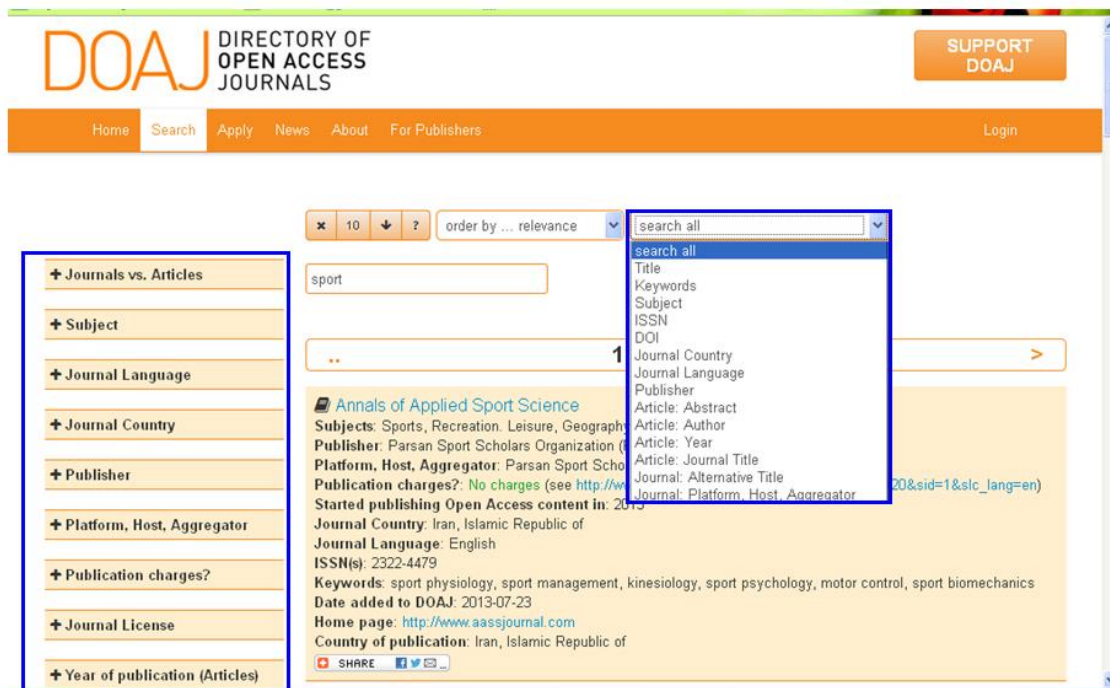 DOAJ
DIRECTORY OF
OPEN ACCESS
JOURNALS
SUPPORT
DOAJ
Home Search Apply News About For Publishers Login
10 ? order by ... relevance search all
search all
Title
Keywords
Subject
ISSN
DOI
Journal Country
Journal Language
Publisher
Article: Abstract
Article: Author
Article: Year
Article: Journal Title
Journal: Alternative Title
Journal: Platform, Host, Aggregator
Journals vs. Articles
Subject
Journal Language
Journal Country
Publisher
Platform, Host, Aggregator
Publication charges?
Journal License
Year of publication (Articles)
sport
.. 1 >
Annals of Applied Sport Science
Subjects: Sports, Recreation. Leisure,
Publisher: Parsan Sport Scholars Organization
Platform, Host, Aggregator: Parsan Sport
Publication charges?: No charges (see 20&sid=1&slc_lang=en)
Started publishing Open Access content in: 2013
Journal Country: Iran, Islamic Republic of
Journal Language: English
ISSN(s): 2322-4479
Keywords: sport physiology, sport management, kinesiology, sport psychology, motor control, sport biomechanics
Date added to DOAJ: 2013-07-23
Home page: http://www.aassjournal.com
Country of publication: Iran, Islamic Republic of
SHARE